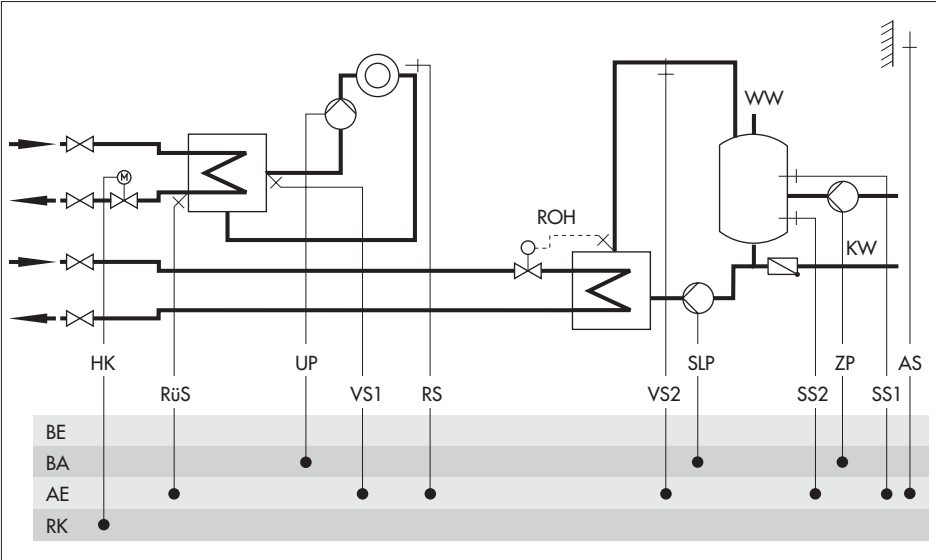 WW
M
ROH
KW
HK UP SLP ZP AS
RüS VS1 RS VS2 SS2 SS1
BE
BA
AE
RK